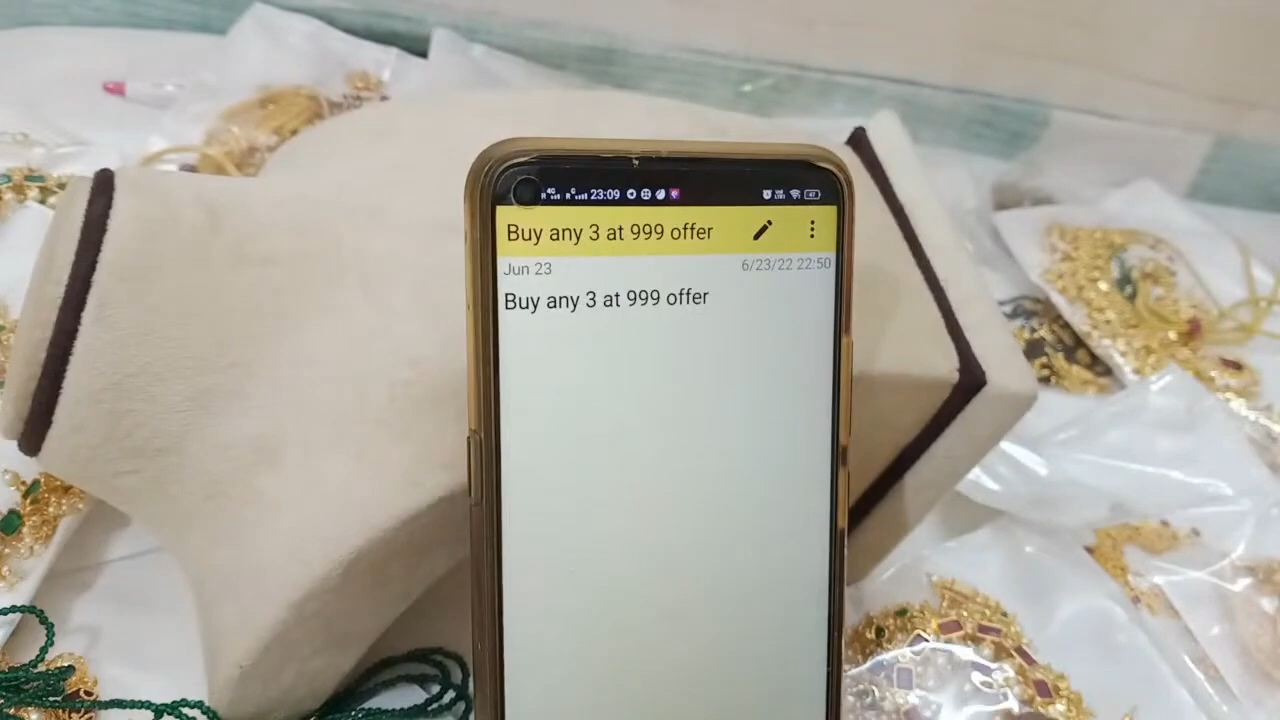 23:09
Buy any 3 at 999 offer
Jun 23
6/23/22 22:50
Buy any 3 at 999 offer